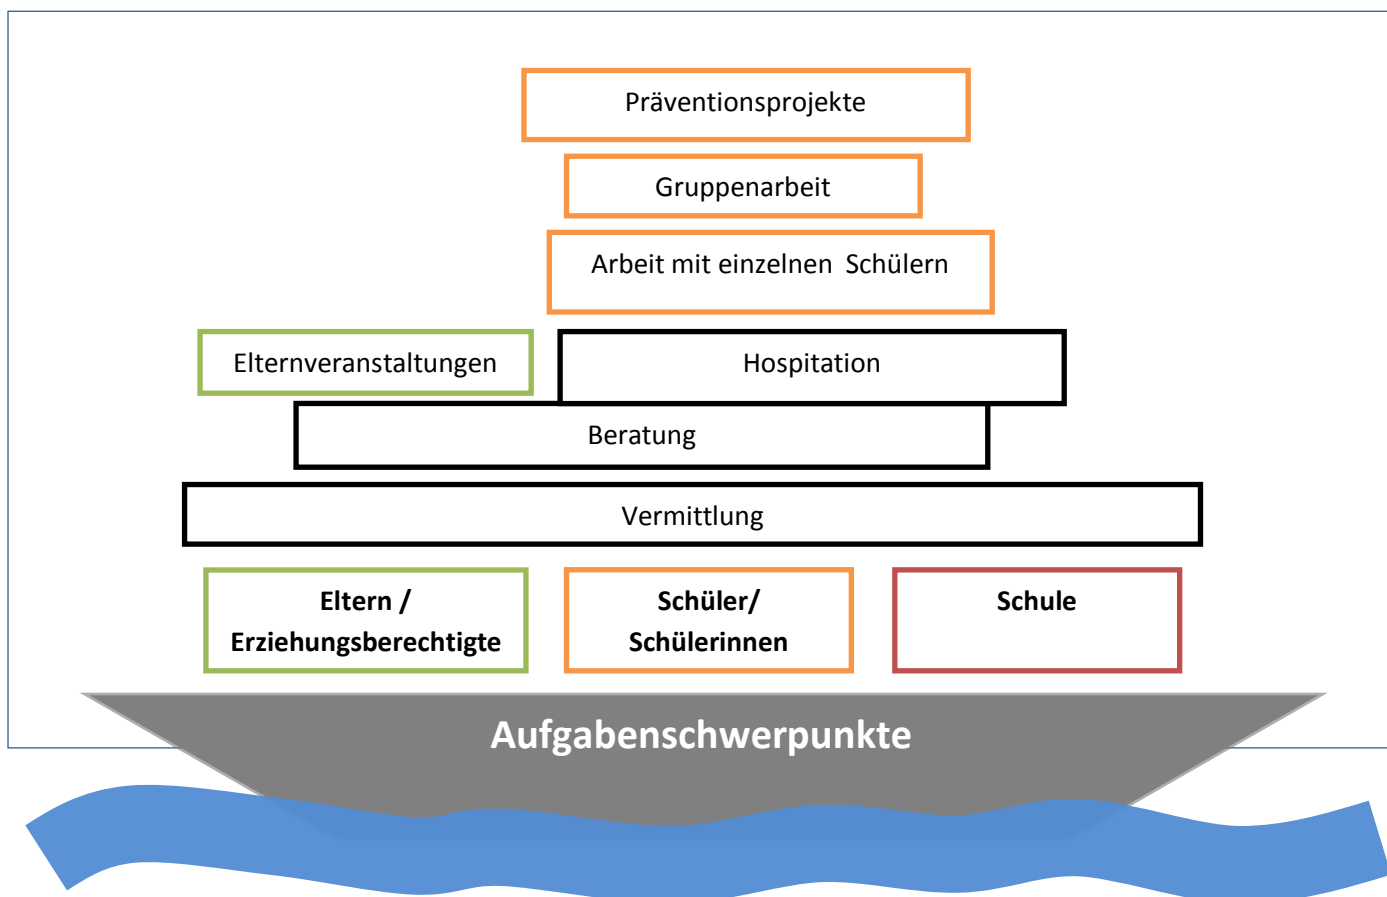 Präventionsprojekte
Gruppenarbeit
Arbeit mit einzelnen  Schülern
Elternveranstaltungen
Hospitation
Beratung
Vermittlung
Eltern /
Erziehungsberechtigte
Schüler/
Schülerinnen
Schule
Aufgabenschwerpunkte